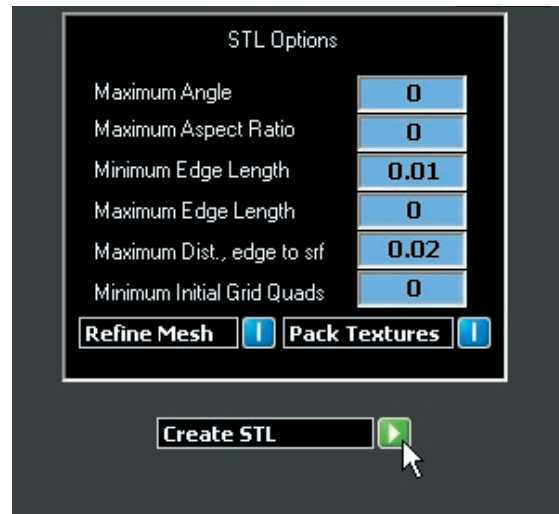 STL Options
Maximum Angle 0
Maximum Aspect Ratio 0
Minimum Edge Length 0.01
Maximum Edge Length 0
Maximum Dist., edge to srf 0.02
Minimum Initial Grid Quads 0
Refine Mesh I Pack Textures I
Create STL